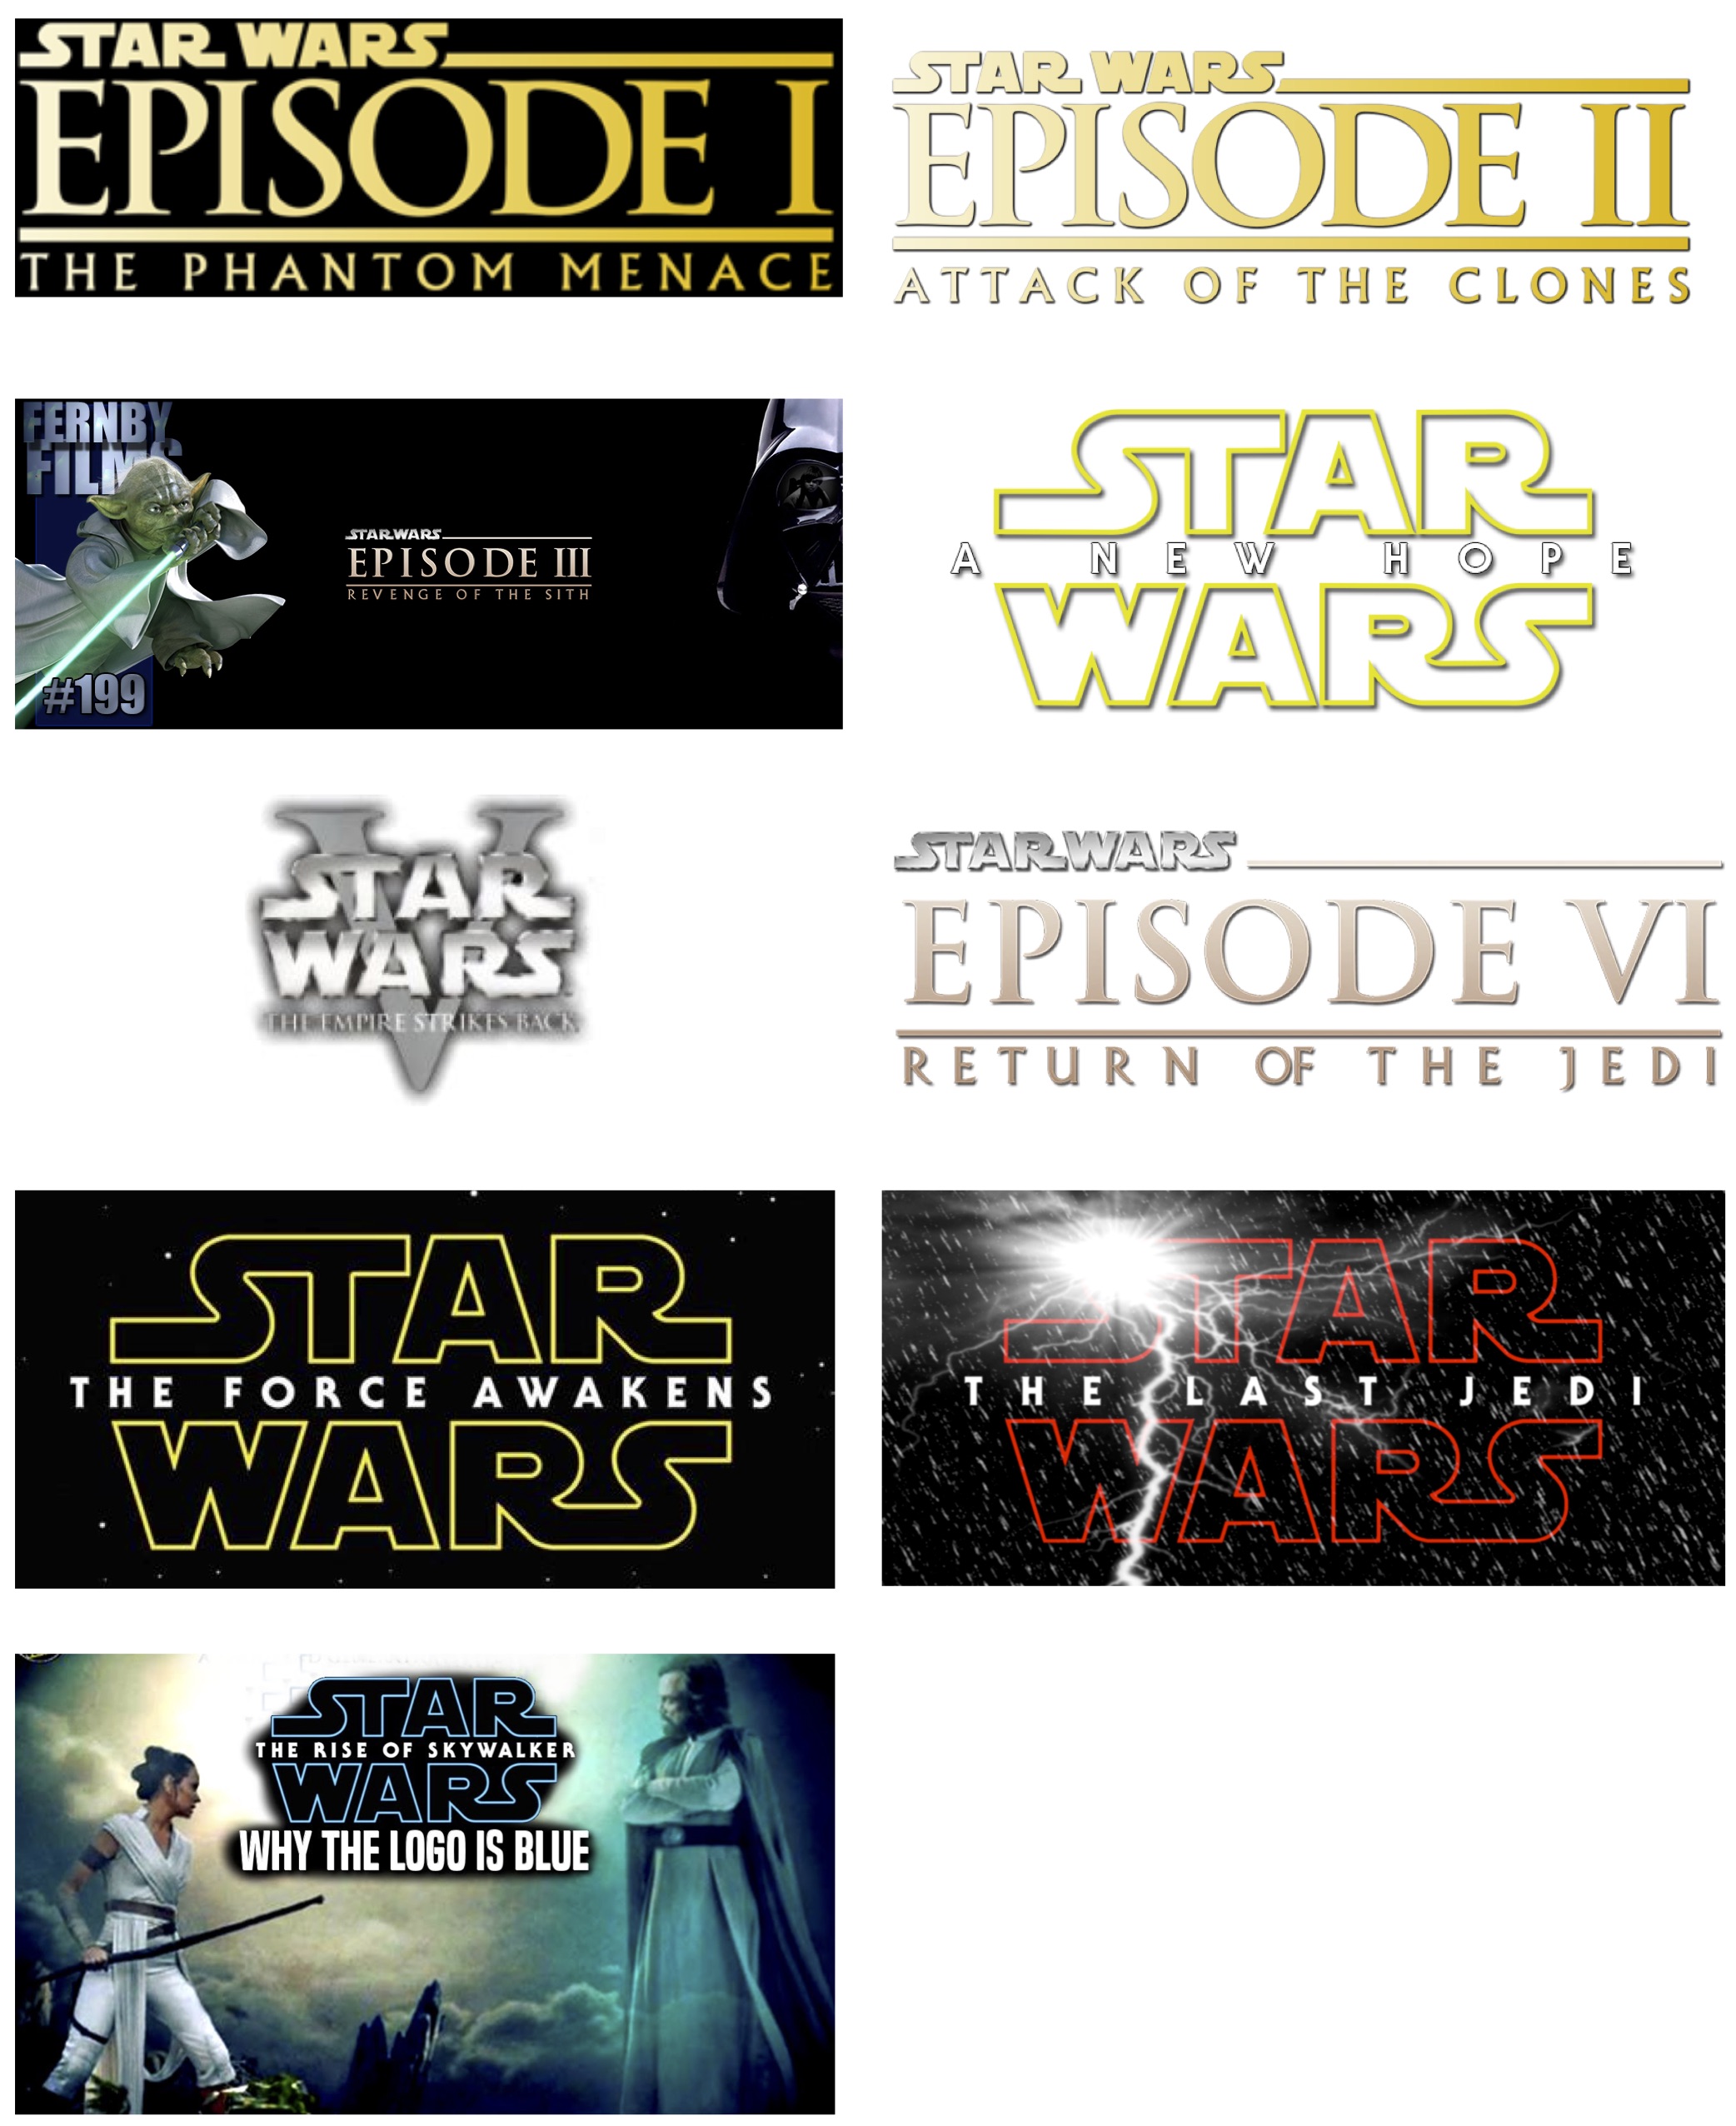 STAR WARS
EPISODE I
THE PHANTOM MENACE
STAR WARS
EPISODE II
ATTACK OF THE CLONES
FERNBY
FILMS
#199
STAR WARS
EPISODE III
REVENGE OF THE SITH
STAR
A NEW HOPE
WARS
V
STAR
WARS
THE EMPIRE STRIKES BACK
STAR WARS
EPISODE VI
RETURN OF THE JEDI
STAR
THE FORCE AWAKENS
WARS
STAR
THE LAST JEDI
WARS
STAR
THE RISE OF SKYWALKER
WARS
WHY THE LOGO IS BLUE